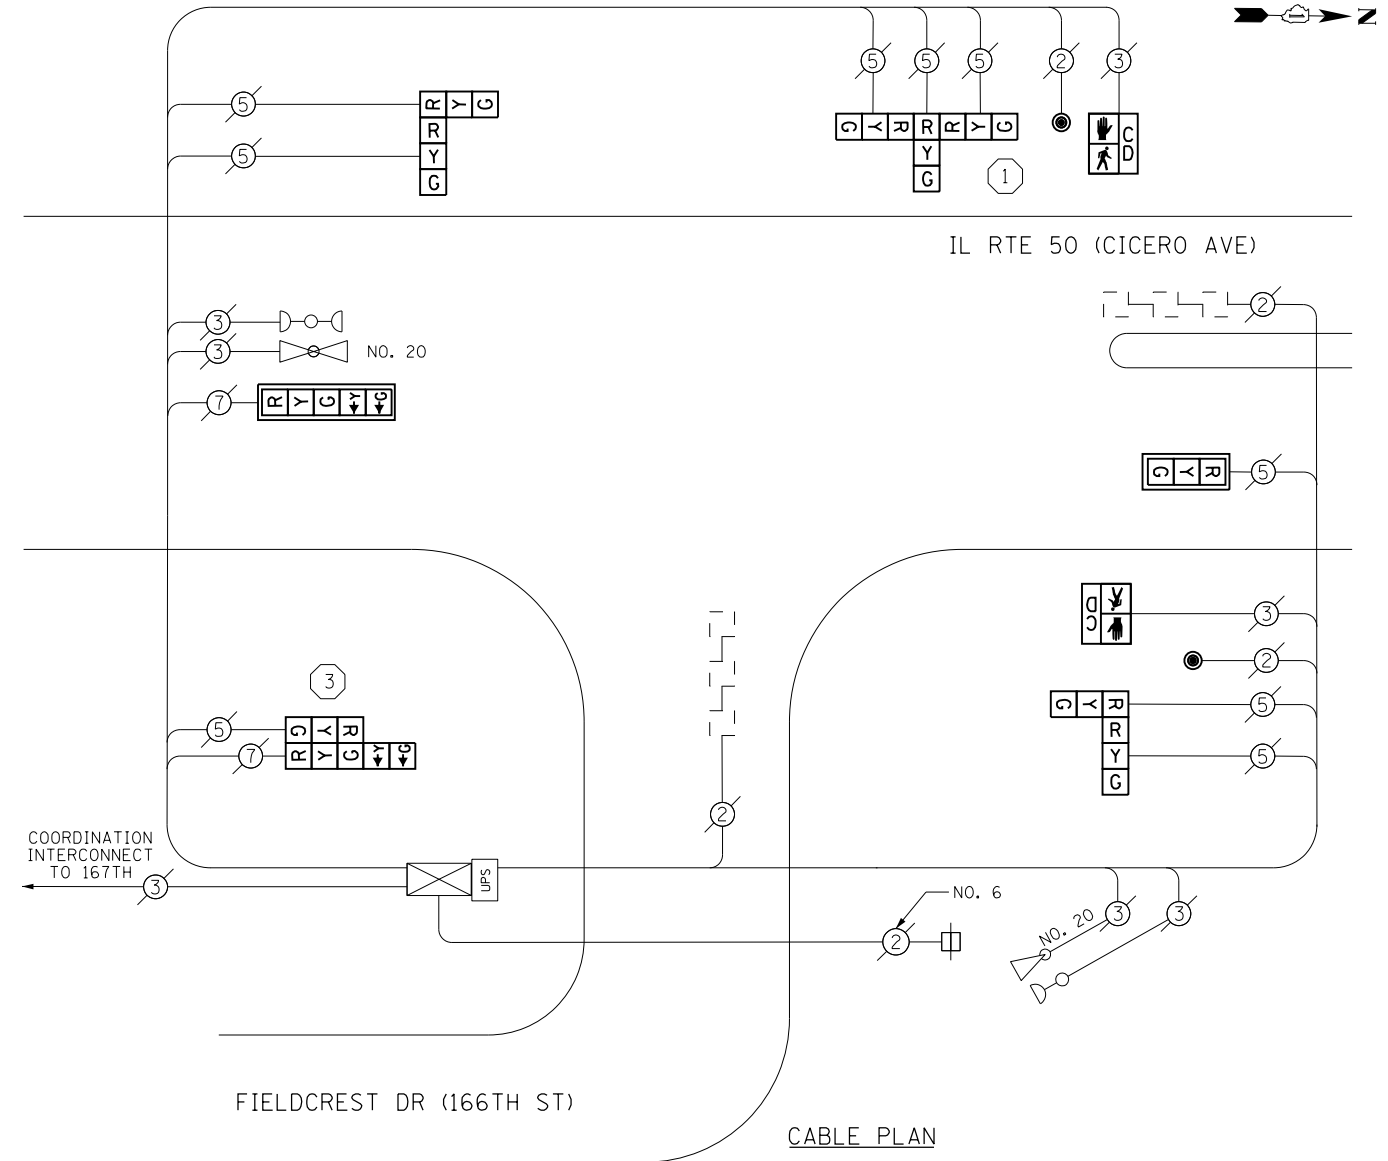 N
5 5 5 2 3
5
R Y G
R
Y
G
5
G Y R R R Y G
Y
G
C
D
1
IL RTE 50 (CICERO AVE)
2
3
3
NO. 20
7
R Y G Y G
G Y R
5
C
D
3
2
G Y R
5
R
Y
G
5
3
5
G Y R
7
R Y G Y G
2
COORDINATION
INTERCONNECT
TO 167TH
3
UPS
NO. 6
2
NO. 20
3
3
FIELDCREST DR (166TH ST)
CABLE PLAN